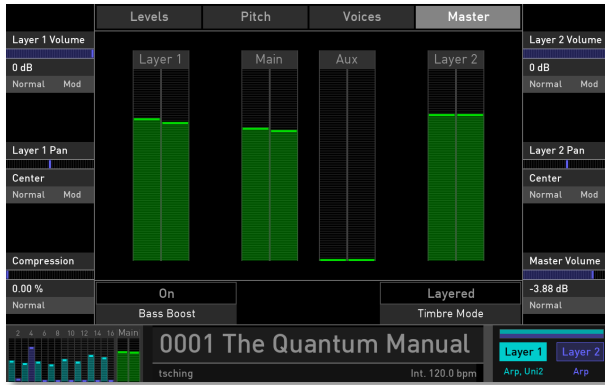 Levels Pitch Voices Master
Layer 1 Volume
0 dB
Normal Mod
Layer 1 Pan
Center
Normal Mod
Compression
0.00 %
Normal
Layer 1 Main Aux Layer 2
Layer 2 Volume
0 dB
Normal Mod
Layer 2 Pan
Center
Normal Mod
Master Volume
-3.88 dB
Normal
On
Bass Boost
Layered
Timbre Mode
2 4 6 8 10 12 14 16 Main
0001 The Quantum Manual
tsching Int. 120.0 bpm
Layer 1 Layer 2
Arp, Uni2 Arp